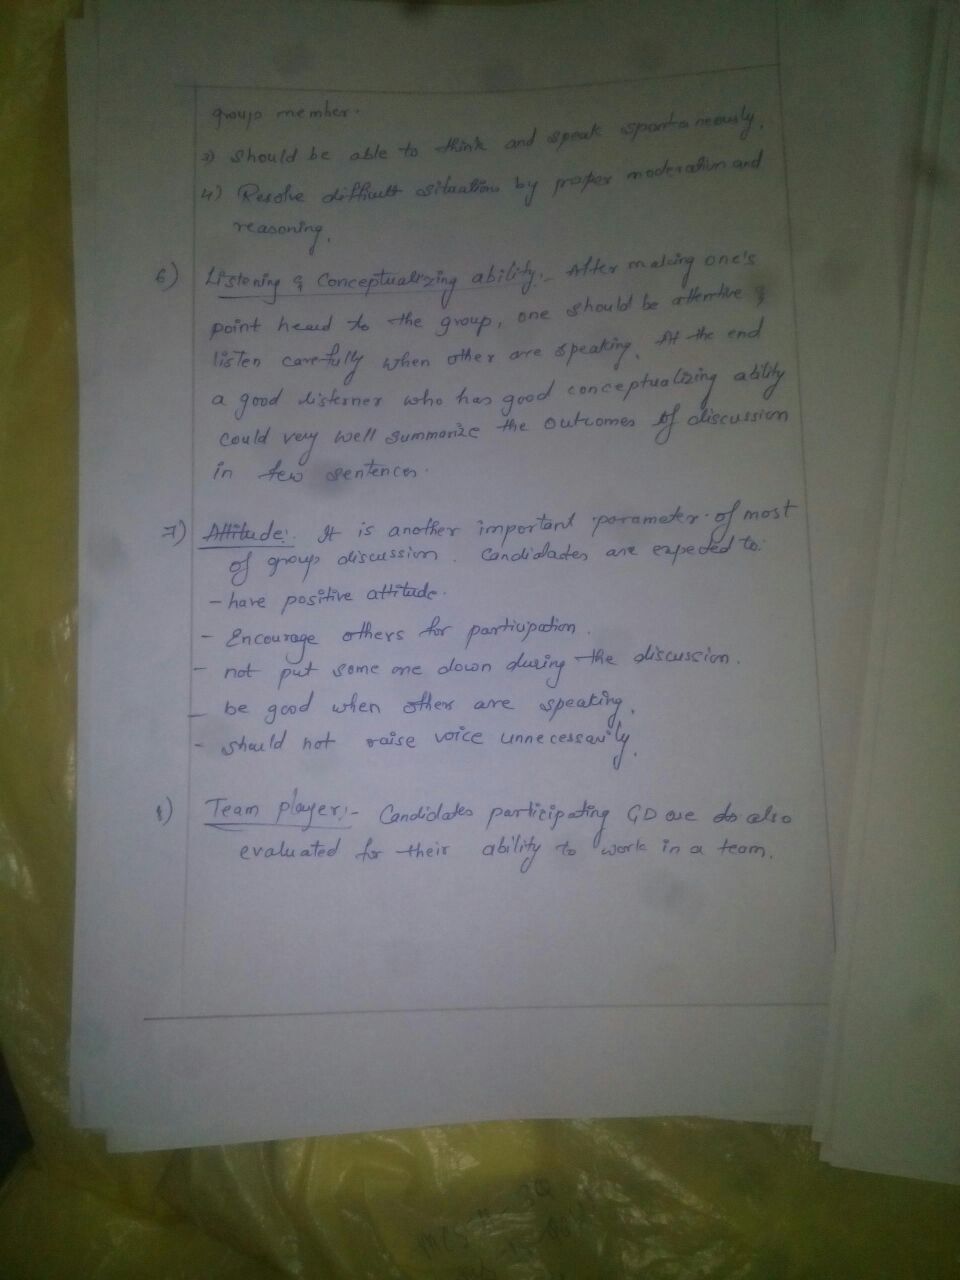 group member.
3) Should be able to think and speak spontaneously.
4) Resolve difficult situations by proper moderation and
reasoning.
6) Listening & Conceptualizing ability:- After making one's
point heard to the group, one should be attentive &
listen carefully when other are speaking. At the end
a good listerner who has good conceptualizing ability
could very well summarize the outcomes of discussion
in few sentences.
7) Attitude:- It is another important parameter of most
of group discussion. Candidates are expected to:
- have positive attitude.
- Encourage others for participation.
- not put some one down during the discussion.
- be good when other are speaking.
- should not raise voice unnecessarily.
8) Team player:- Candidates participating GD are also
evaluated for their ability to work in a team.